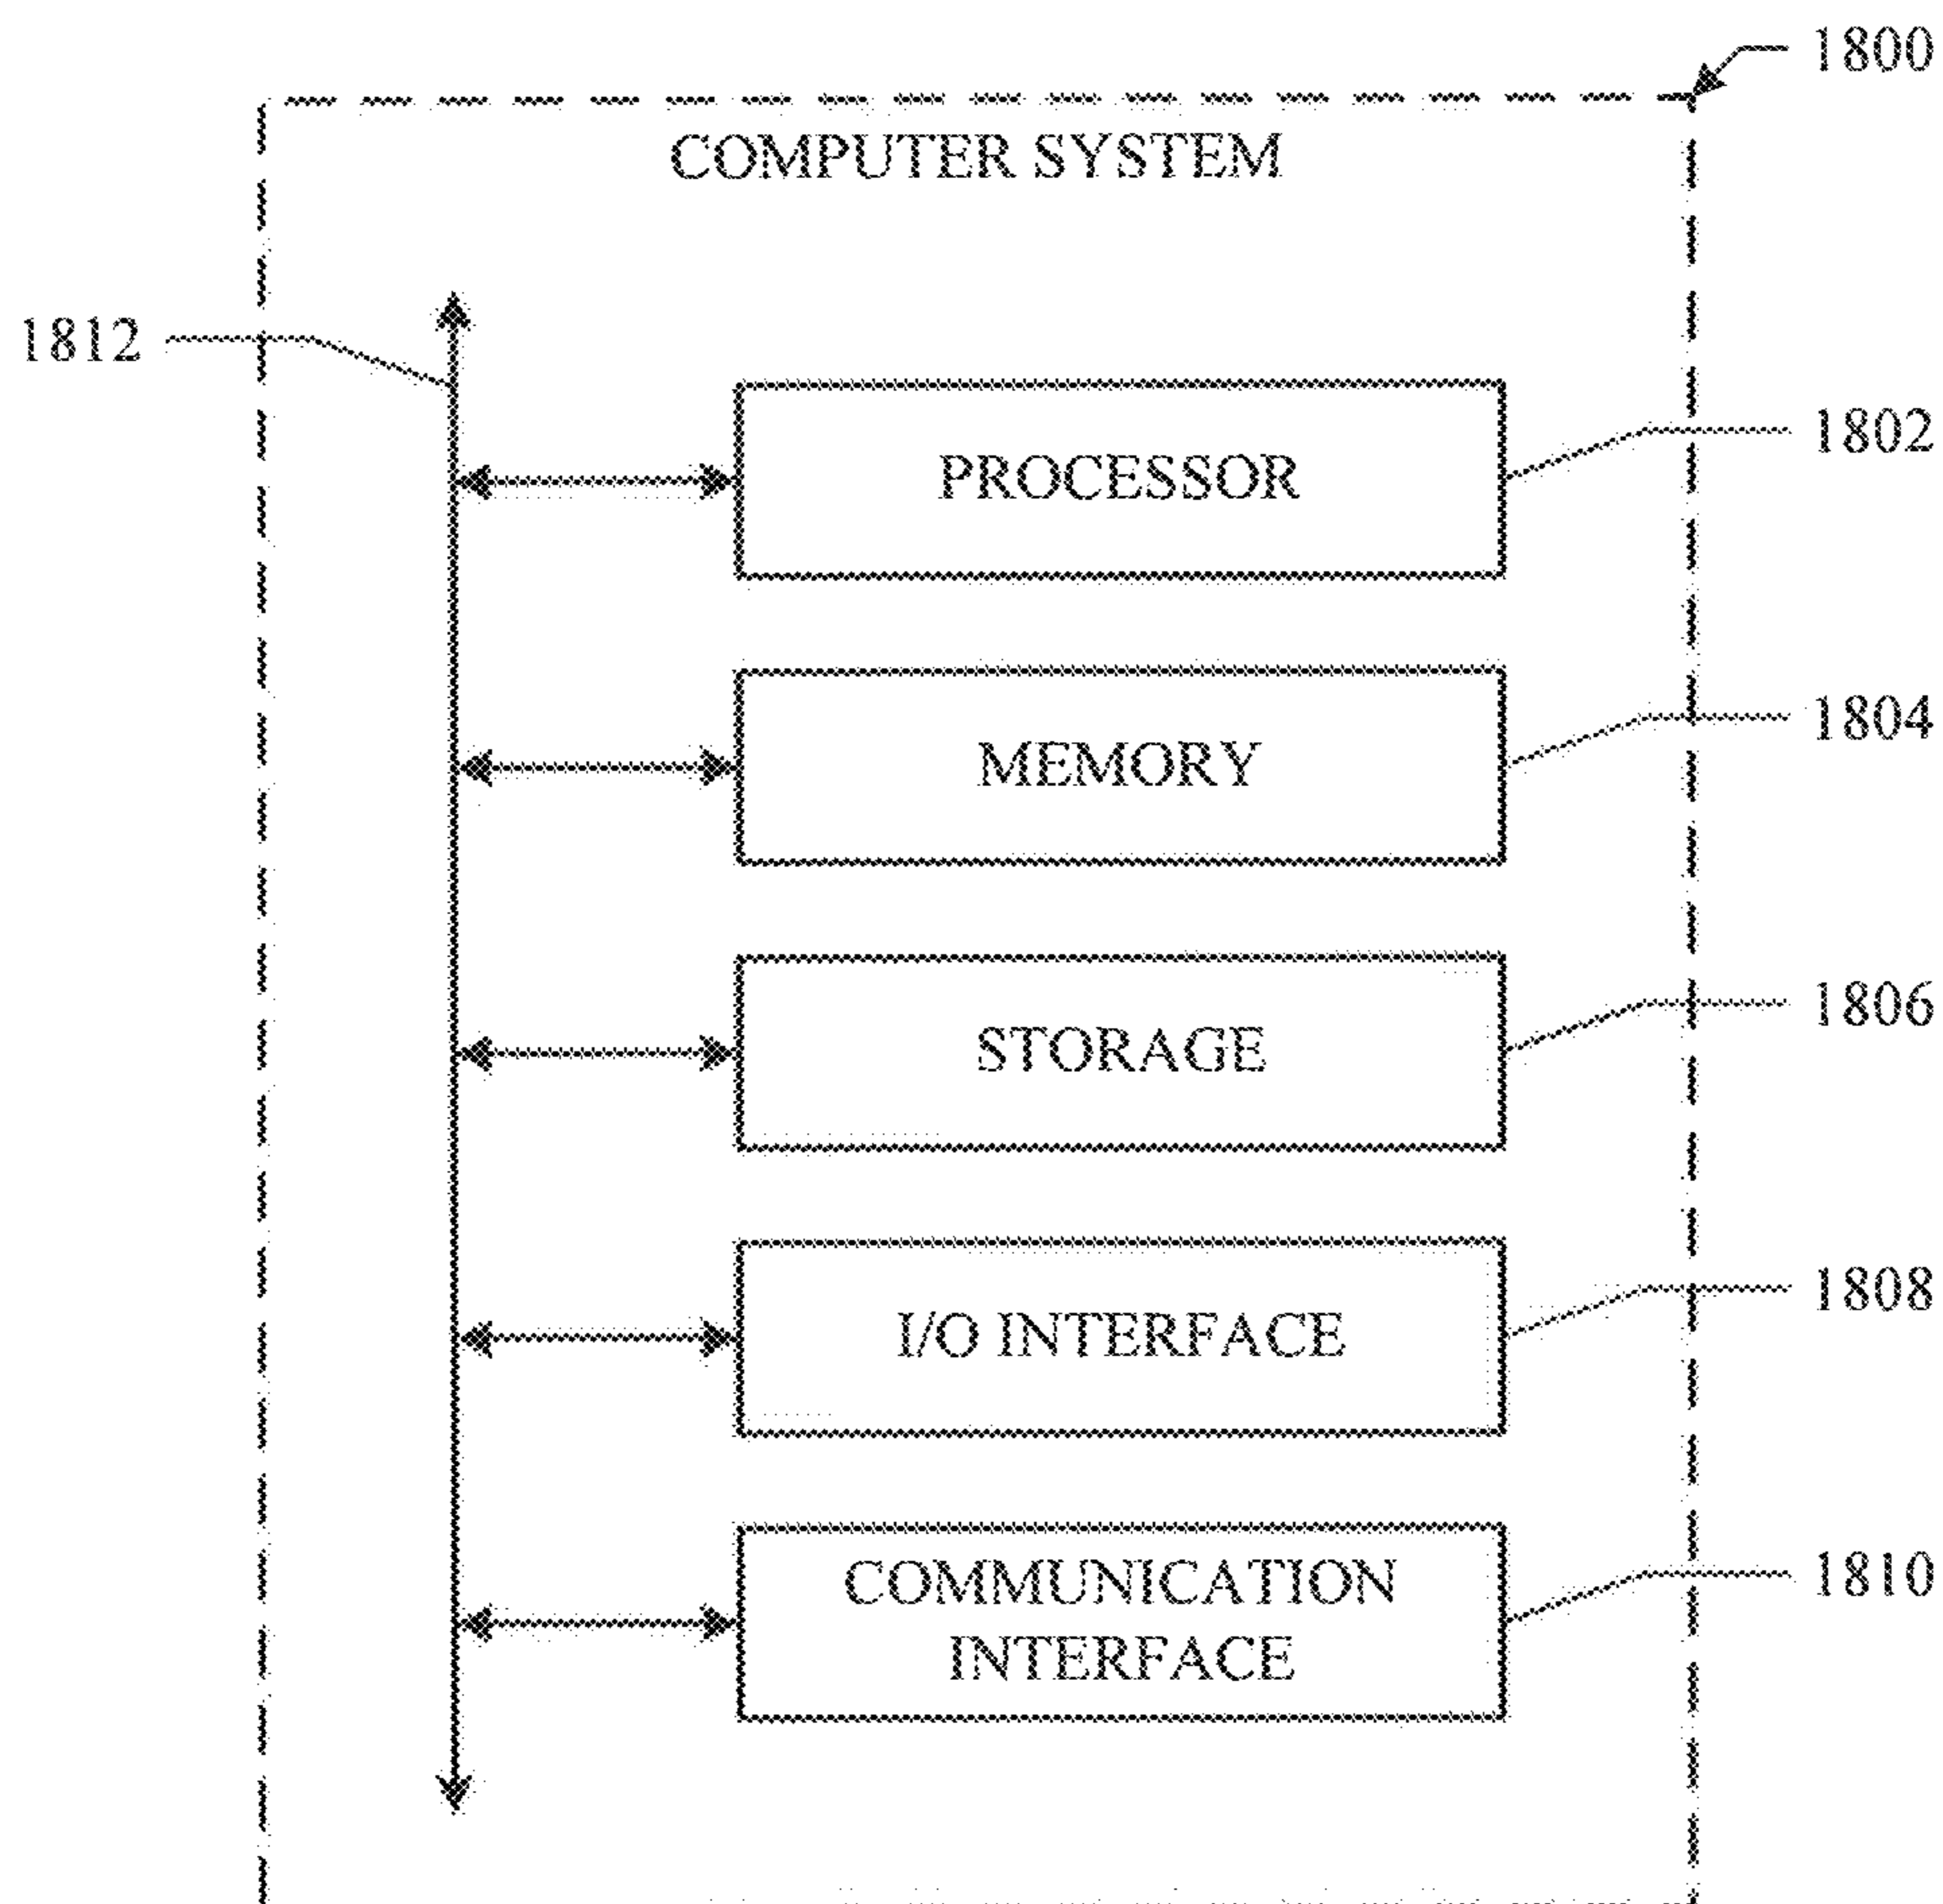 1800
COMPUTER SYSTEM
1812
1802
PROCESSOR
1804
MEMORY
1806
STORAGE
1808
I/O INTERFACE
1810
COMMUNICATION
INTERFACE